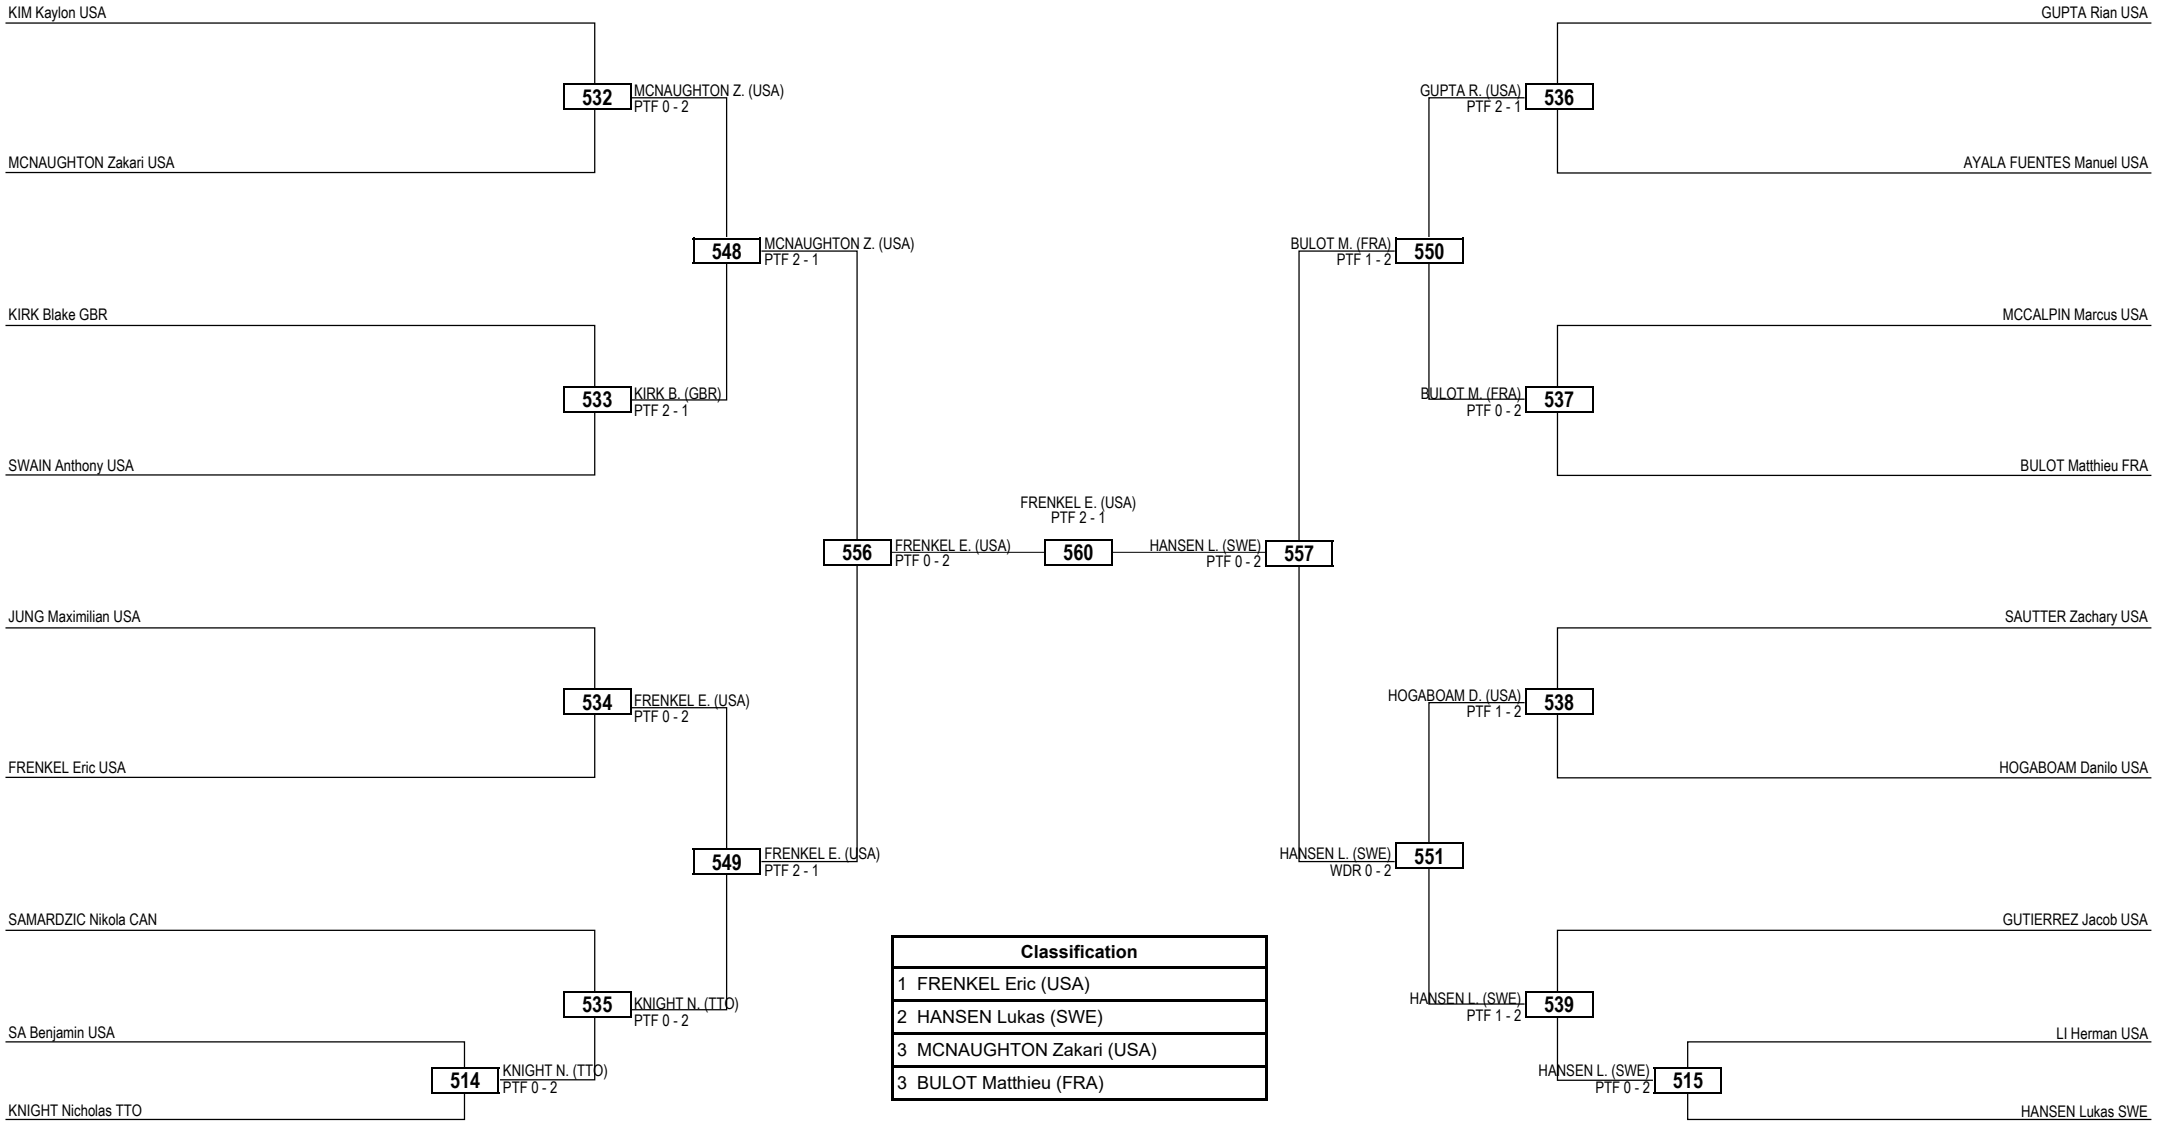 KIM Kaylon USA
532
MCNAUGHTON Z. (USA)
PTF 0 - 2
MCNAUGHTON Zakari USA
548
MCNAUGHTON Z. (USA)
PTF 2 - 1
KIRK Blake GBR
533
KIRK B. (GBR)
PTF 2 - 1
SWAIN Anthony USA
556
FRENKEL E. (USA)
PTF 0 - 2
JUNG Maximilian USA
534
FRENKEL E. (USA)
PTF 0 - 2
FRENKEL Eric USA
549
FRENKEL E. (USA)
PTF 2 - 1
SAMARDZIC Nikola CAN
535
KNIGHT N. (TTO)
PTF 0 - 2
SA Benjamin USA
514
KNIGHT N. (TTO)
PTF 0 - 2
KNIGHT Nicholas TTO
FRENKEL E. (USA)
PTF 2 - 1
560
GUPTA Rian USA
GUPTA R. (USA)
PTF 2 - 1
536
AYALA FUENTES Manuel USA
BULOT M. (FRA)
PTF 1 - 2
550
MCCALPIN Marcus USA
BULOT M. (FRA)
PTF 0 - 2
537
BULOT Matthieu FRA
HANSEN L. (SWE)
PTF 0 - 2
557
SAUTTER Zachary USA
HOGABOAM D. (USA)
PTF 1 - 2
538
HOGABOAM Danilo USA
HANSEN L. (SWE)
WDR 0 - 2
551
GUTIERREZ Jacob USA
HANSEN L. (SWE)
PTF 1 - 2
539
LI Herman USA
HANSEN L. (SWE)
PTF 0 - 2
515
HANSEN Lukas SWE
Classification
1 FRENKEL Eric (USA)
2 HANSEN Lukas (SWE)
3 MCNAUGHTON Zakari (USA)
3 BULOT Matthieu (FRA)